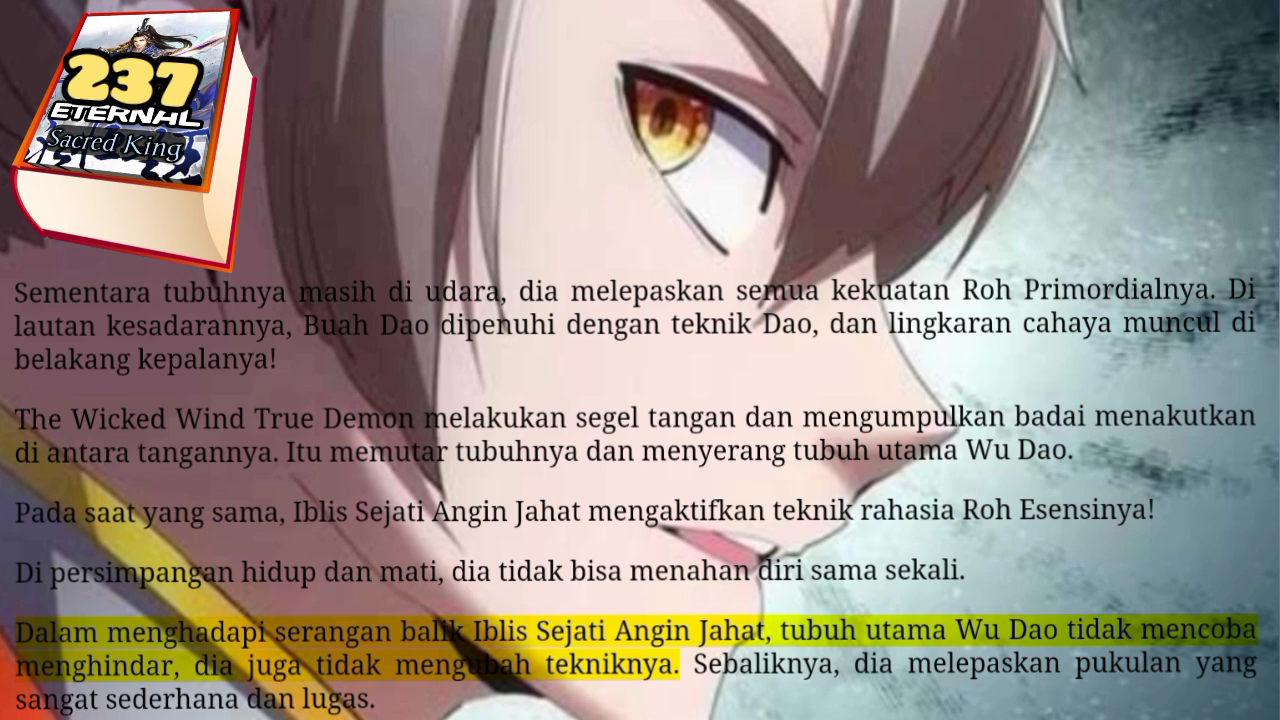 237
ETERNAL
Sacred King
Sementara tubuhnya masih di udara, dia melepaskan semua kekuatan Roh Primordialnya. Di
lautan kesadarannya, Buah Dao dipenuhi dengan teknik Dao, dan lingkaran cahaya muncul di
belakang kepalanya!
The Wicked Wind True Demon melakukan segel tangan dan mengumpulkan badai menakutkan
di antara tangannya. Itu memutar tubuhnya dan menyerang tubuh utama Wu Dao.
Pada saat yang sama, Iblis Sejati Angin Jahat mengaktifkan teknik rahasia Roh Esensinya!
Di persimpangan hidup dan mati, dia tidak bisa menahan diri sama sekali.
Dalam menghadapi serangan balik Iblis Sejati Angin Jahat, tubuh utama Wu Dao tidak mencoba
menghindar, dia juga tidak mengubah tekniknya. Sebaliknya, dia melepaskan pukulan yang
sangat sederhana dan lugas.